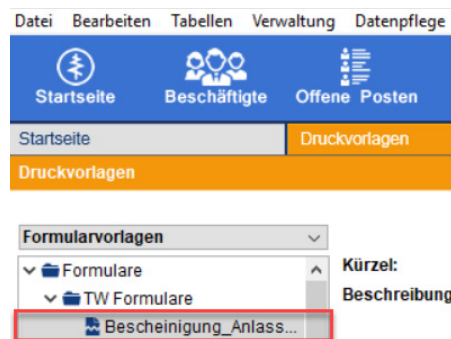 Datei Bearbeiten Tabellen Verwaltung Datenpflege
Startseite Beschäftigte Offene Posten
Startseite Druckvorlagen
Druckvorlagen
Formularvorlagen
Formulare Kürzel:
TW Formulare Beschreibung
Bescheinigung_Anlass...